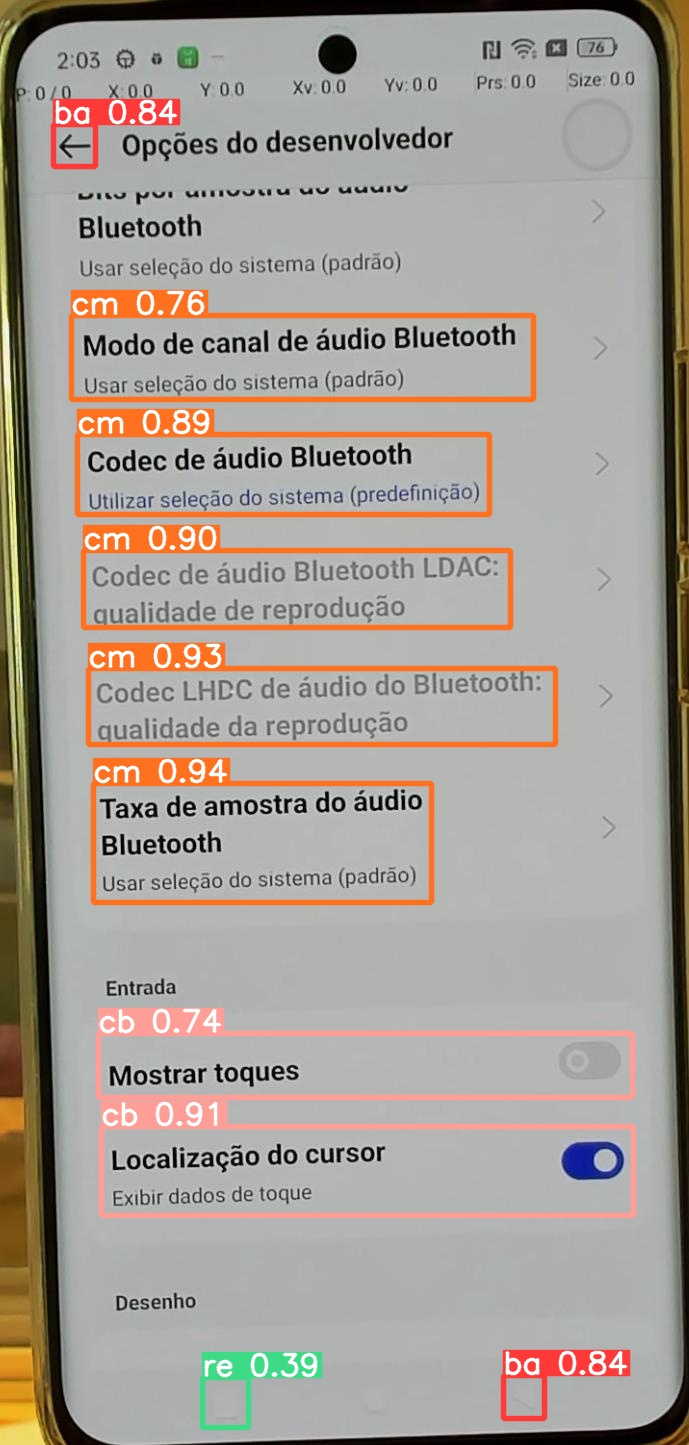 2:03 76
P: 0 / 0 X: 0.0 Y: 0.0 Xv: 0.0 Yv: 0.0 Prs: 0.0 Size: 0.0
ba 0.84
Opções do desenvolvedor
Bits por amostra do áudio
Bluetooth
Usar seleção do sistema (padrão)
cm 0.76
Modo de canal de áudio Bluetooth
Usar seleção do sistema (padrão)
cm 0.89
Codec de áudio Bluetooth
Utilizar seleção do sistema (predefinição)
cm 0.90
Codec de áudio Bluetooth LDAC:
qualidade de reprodução
cm 0.93
Codec LHDC de áudio do Bluetooth:
qualidade da reprodução
cm 0.94
Taxa de amostra do áudio
Bluetooth
Usar seleção do sistema (padrão)
Entrada
cb 0.74
Mostrar toques
cb 0.91
Localização do cursor
Exibir dados de toque
Desenho
re 0.39
ba 0.84